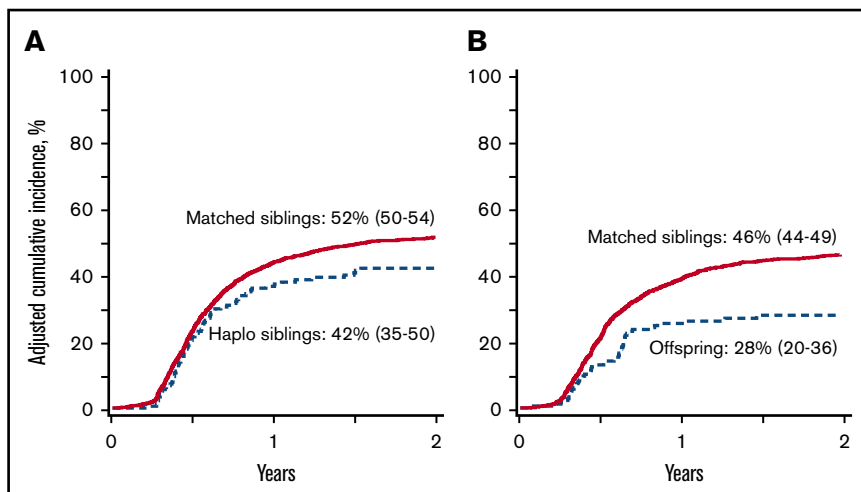 A
Adjusted cumulative incidence, %
100
80
60
40
20
0
Matched siblings: 52% (50-54)
Haplo siblings: 42% (35-50)
0 1 2
Years
B
100
80
60
40
20
0
Matched siblings: 46% (44-49)
Offspring: 28% (20-36)
0 1 2
Years